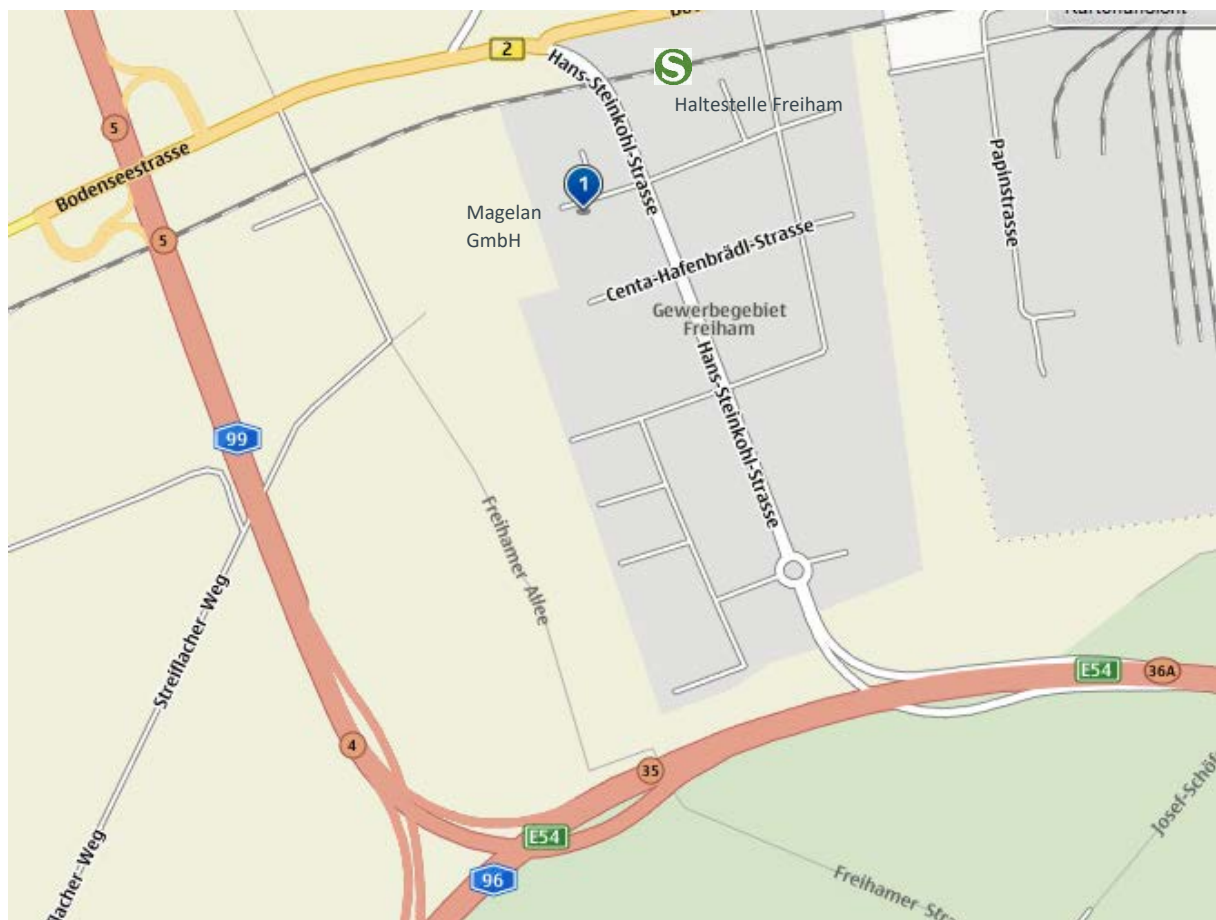 2
S
Haltestelle Freiham
5
Bodenseestrasse
5
1
Magelan
GmbH
Hans-Steinkohl-Strasse
Centa-Hafenbrädl-Strasse
Gewerbegebiet
Freiham
Hans-Steinkohl-Strasse
Papinstrasse
99
Freihamer-Allee
Streiflacher-Weg
4
35
E54
36A
E54
96
Freihamer